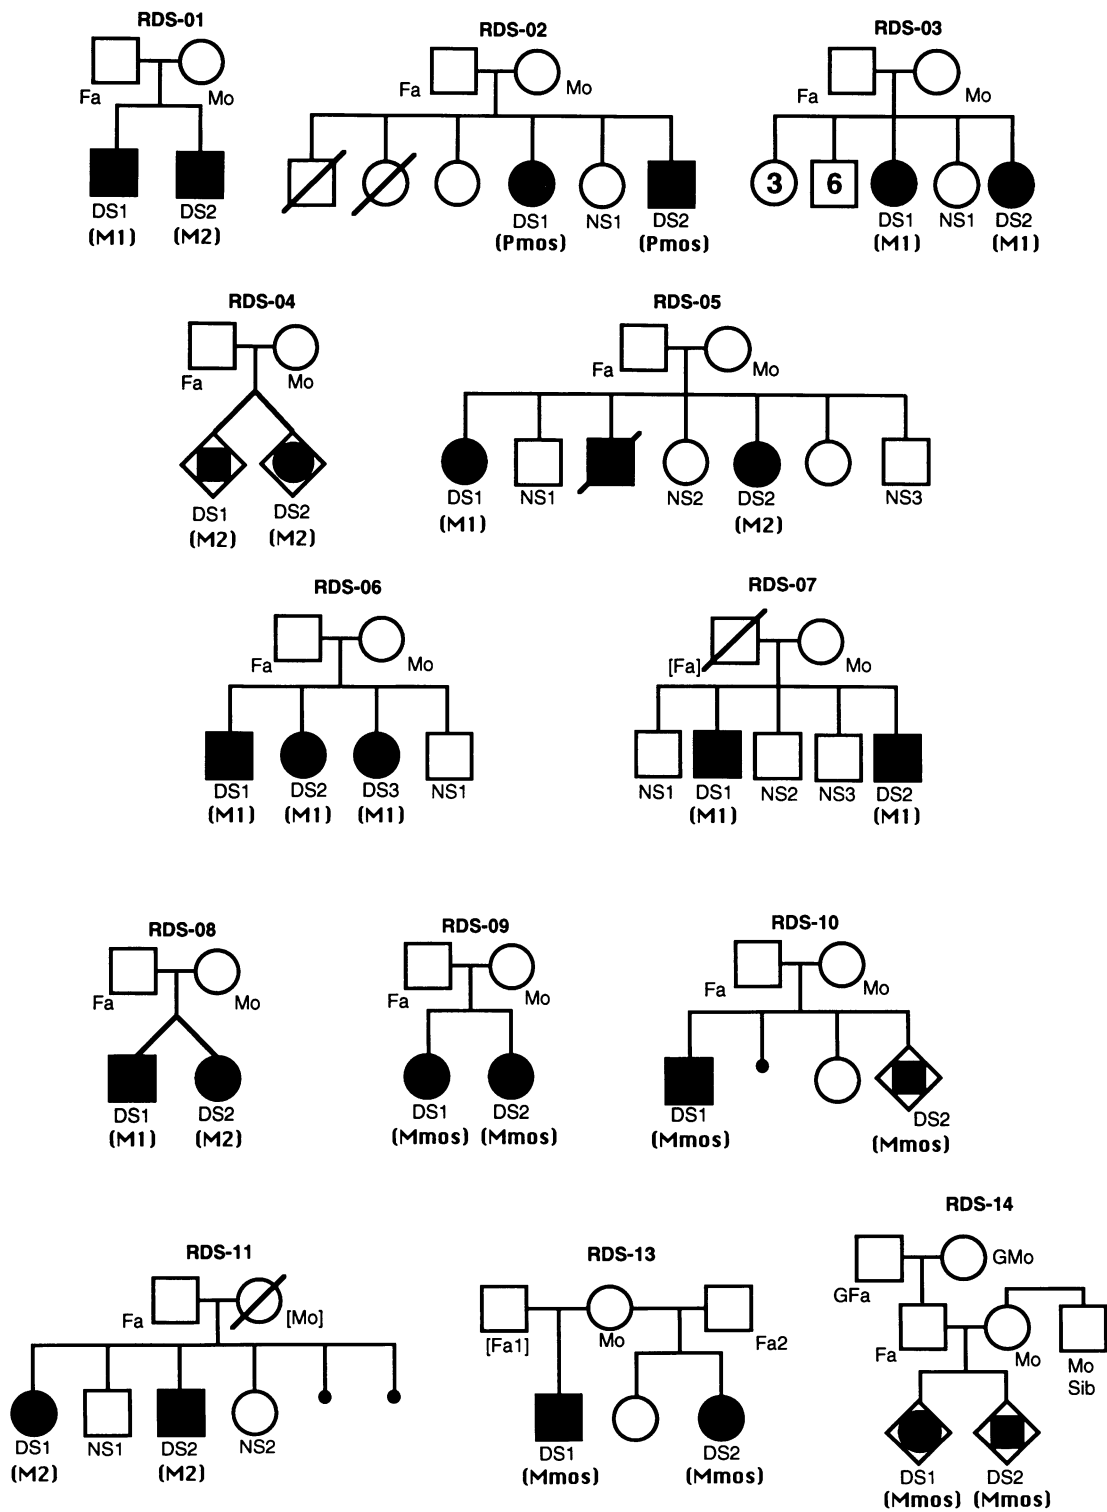 RDS-01
Fa
Mo
DS1
(M1)
DS2
(M2)
RDS-02
Fa
Mo
DS1
(Pmos)
NS1
DS2
(Pmos)
RDS-03
Fa
Mo
3
6
DS1
(M1)
NS1
DS2
(M1)
RDS-04
Fa
Mo
DS1
(M2)
DS2
(M2)
RDS-05
Fa
Mo
DS1
(M1)
NS1
NS2
DS2
(M2)
NS3
RDS-06
Fa
Mo
DS1
(M1)
DS2
(M1)
DS3
(M1)
NS1
RDS-07
[Fa]
Mo
NS1
DS1
(M1)
NS2
NS3
DS2
(M1)
RDS-08
Fa
Mo
DS1
(M1)
DS2
(M2)
RDS-09
Fa
Mo
DS1
(Mmos)
DS2
(Mmos)
RDS-10
Fa
Mo
DS1
(Mmos)
DS2
(Mmos)
RDS-11
Fa
[Mo]
DS1
(M2)
NS1
DS2
(M2)
NS2
RDS-13
[Fa1]
Mo
Fa2
DS1
(Mmos)
DS2
(Mmos)
RDS-14
GFa
GMo
Fa
Mo
Mo
Sib
DS1
(Mmos)
DS2
(Mmos)